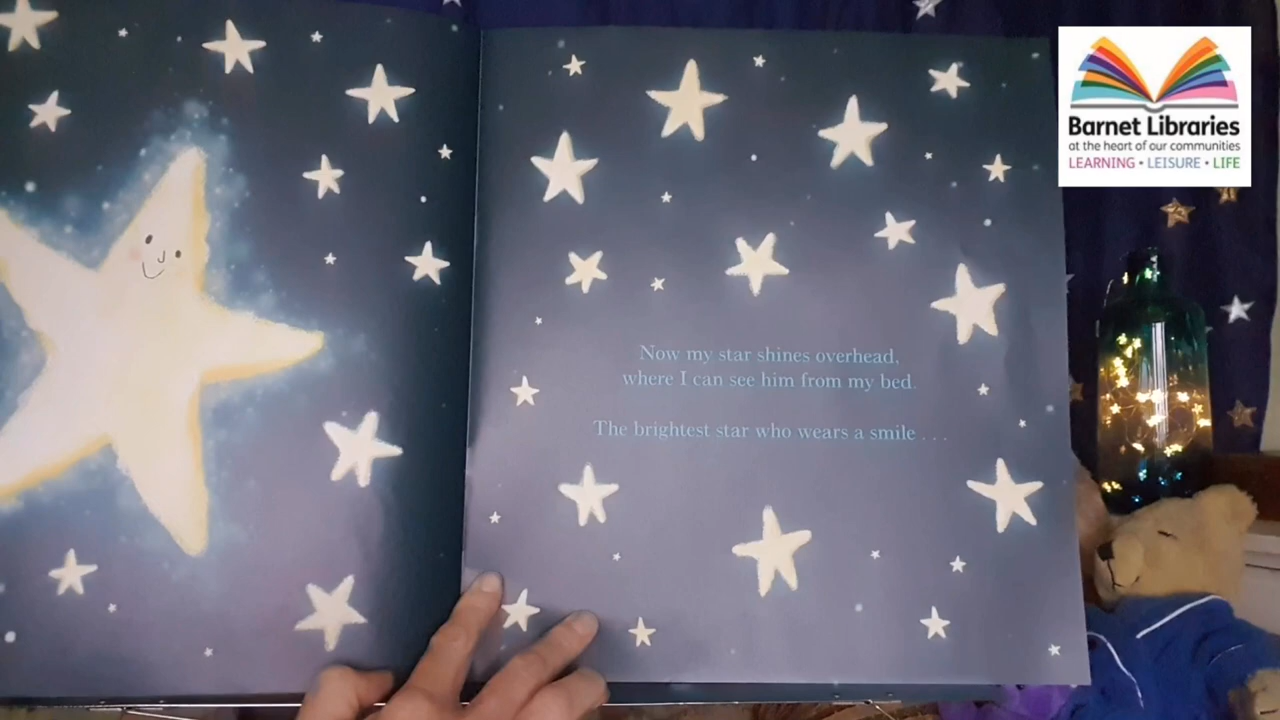 Now my star shines overhead,
where I can see him from my bed.
The brightest star who wears a smile . . .
Barnet Libraries
at the heart of our communities
LEARNING • LEISURE • LIFE